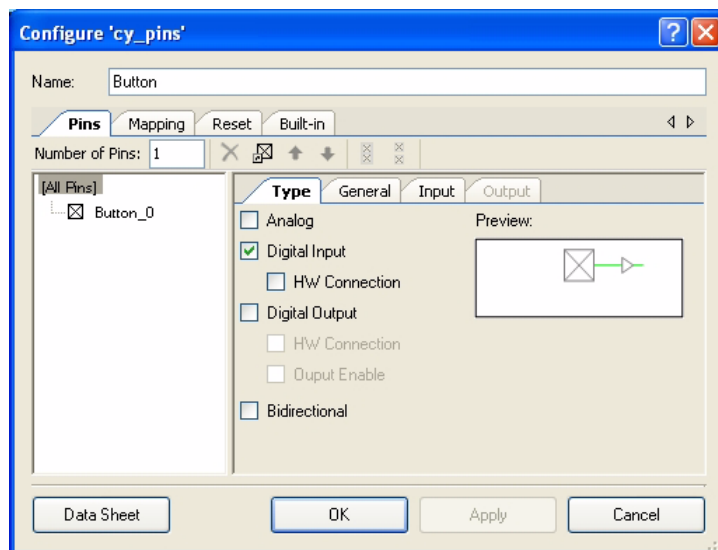 Configure 'cy_pins'
Name: Button
Pins Mapping Reset Built-in
Number of Pins: 1
[All Pins]
Button_0
Type General Input Output
Analog
Preview:
Digital Input
HW Connection
Digital Output
HW Connection
Ouput Enable
Bidirectional
Data Sheet OK Apply Cancel